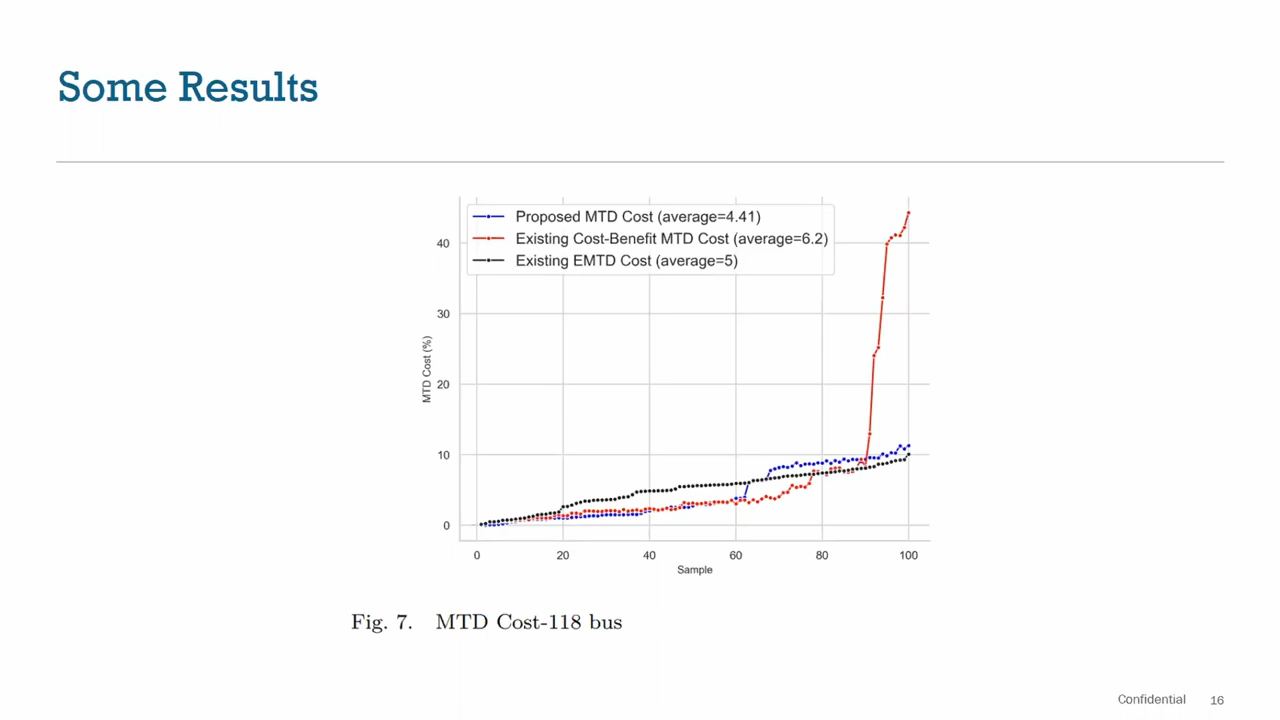 Some Results
Proposed MTD Cost (average=4.41)
Existing Cost-Benefit MTD Cost (average=6.2)
Existing EMTD Cost (average=5)
40
30
20
10
0
MTD Cost (%)
0 20 40 60 80 100
Sample
Fig. 7. MTD Cost-118 bus
Confidential 16